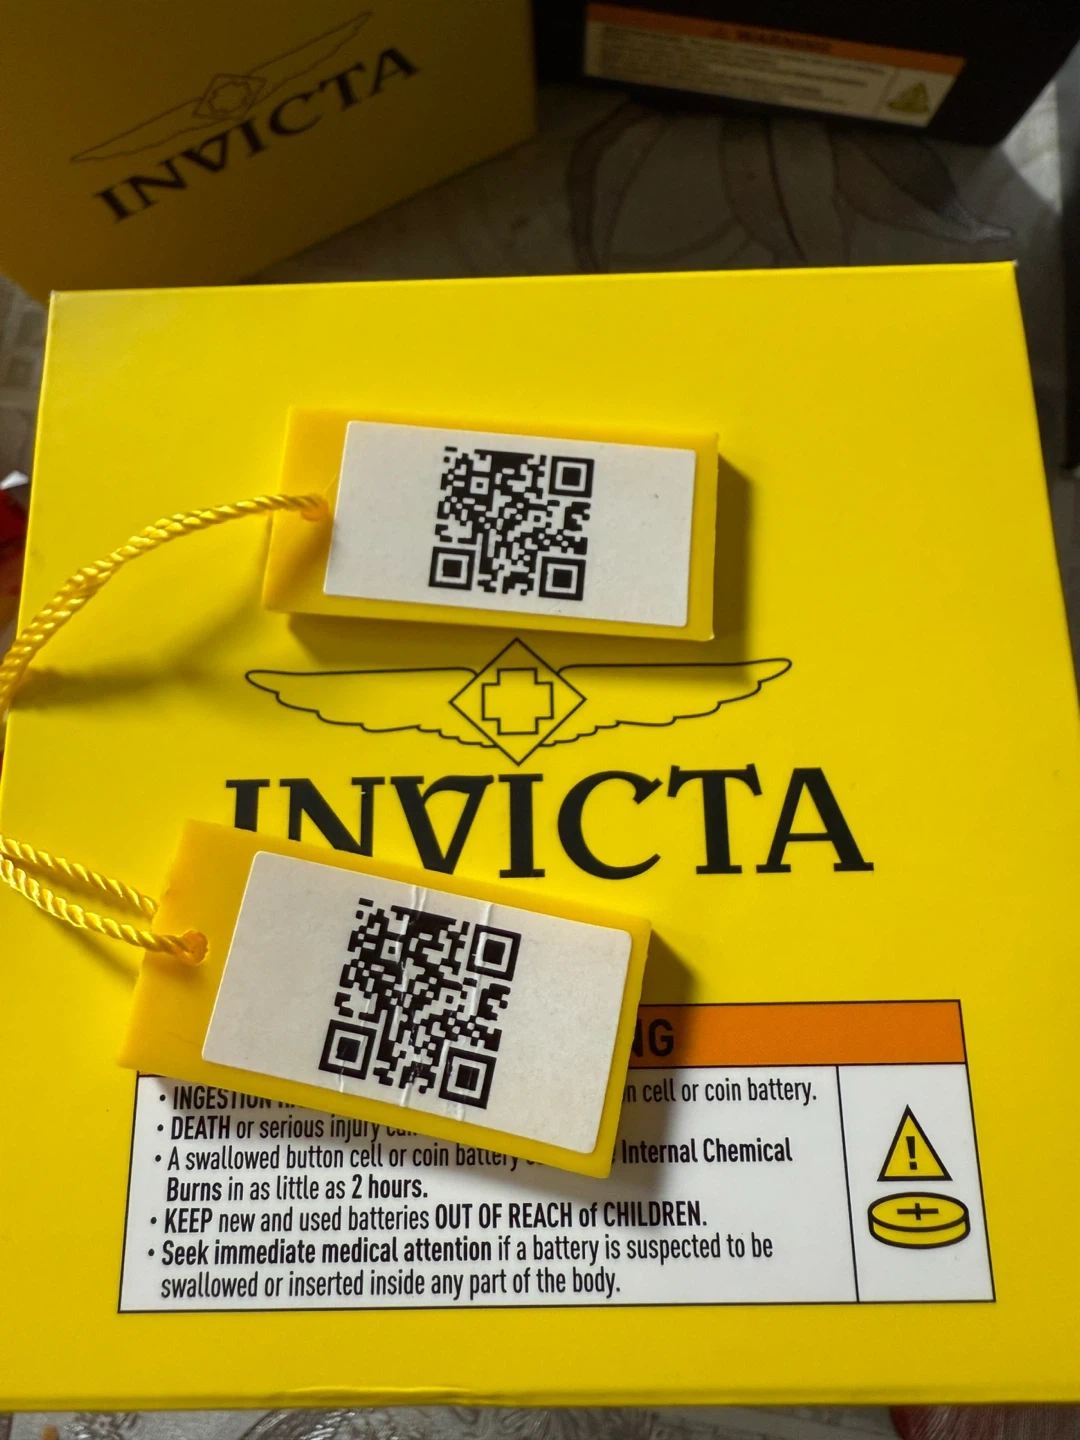 INVICTA
WARNING
INVICTA
NG
• INGESTION n cell or coin battery.
• DEATH or serious injury
• A swallowed button cell or coin battery Internal Chemical
Burns in as little as 2 hours.
• KEEP new and used batteries OUT OF REACH of CHILDREN.
• Seek immediate medical attention if a battery is suspected to be
swallowed or inserted inside any part of the body.